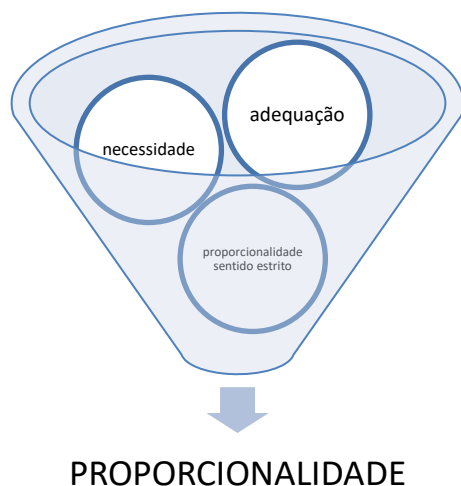 adequação
necessidade
proporcionalidade
sentido estrito
PROPORCIONALIDADE